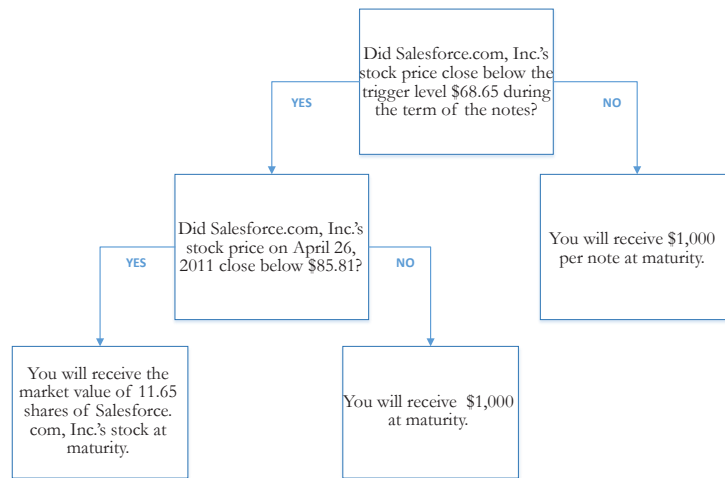 Did Salesforce.com, Inc.'s
stock price close below the
trigger level $68.65 during
the term of the notes?
YES
NO
Did Salesforce.com, Inc.'s
stock price on April 26,
2011 close below $85.81?
You will receive $1,000
per note at maturity.
YES
NO
You will receive the
market value of 11.65
shares of Salesforce.
com, Inc.'s stock at
maturity.
You will receive $1,000
at maturity.